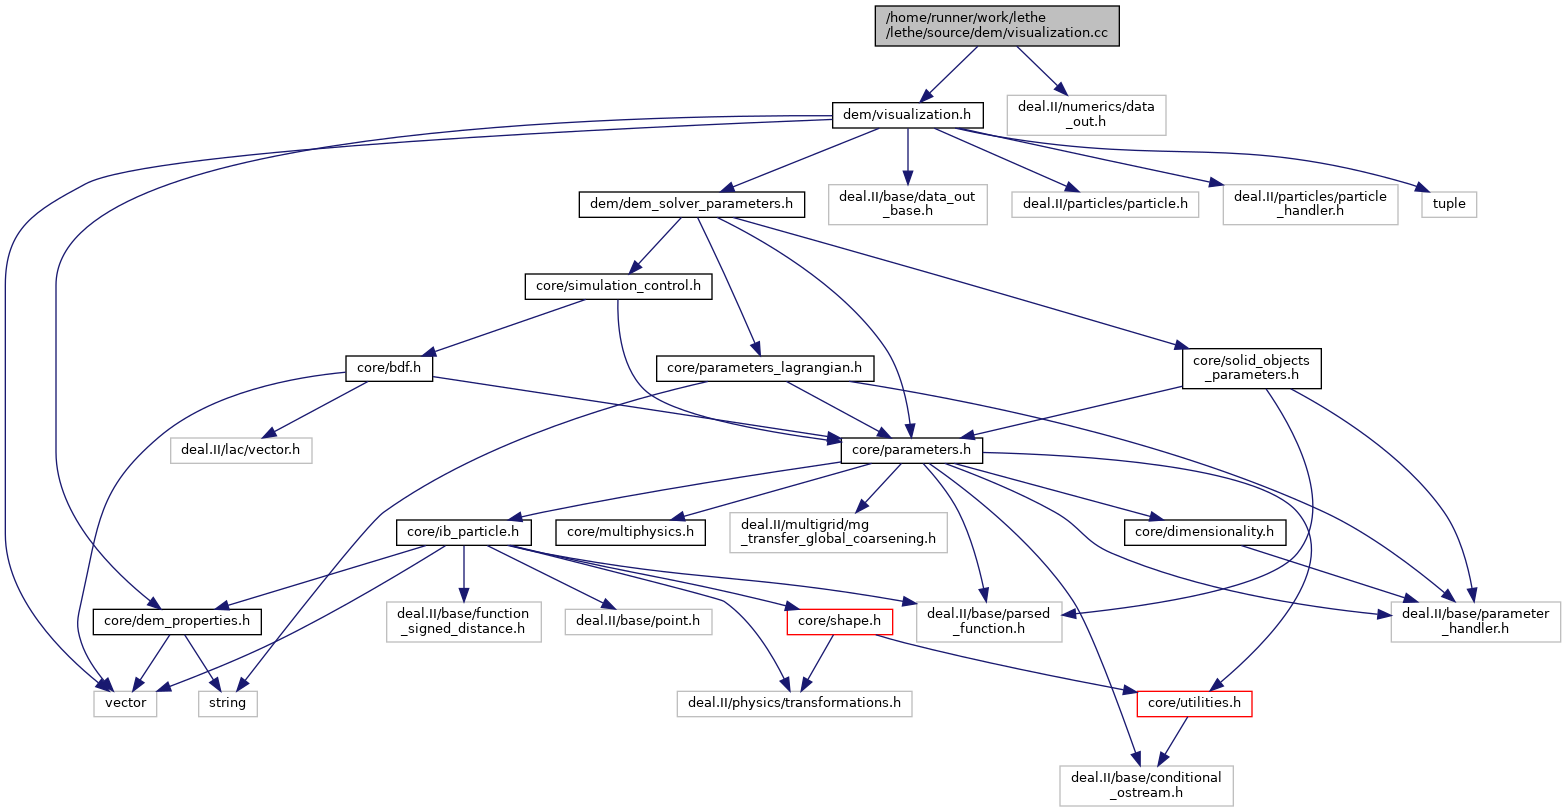 /home/runner/work/lethe
/lethe/source/dem/visualization.cc
dem/visualization.h
deal.II/numerics/data
_out.h
dem/dem_solver_parameters.h
deal.II/base/data_out
_base.h
deal.II/particles/particle.h
deal.II/particles/particle
_handler.h
tuple
core/simulation_control.h
core/bdf.h
core/parameters_lagrangian.h
core/solid_objects
_parameters.h
deal.II/lac/vector.h
core/parameters.h
core/ib_particle.h
core/multiphysics.h
deal.II/multigrid/mg
_transfer_global_coarsening.h
core/dimensionality.h
core/dem_properties.h
deal.II/base/function
_signed_distance.h
deal.II/base/point.h
core/shape.h
deal.II/base/parsed
_function.h
deal.II/base/parameter
_handler.h
vector
string
deal.II/physics/transformations.h
core/utilities.h
deal.II/base/conditional
_ostream.h